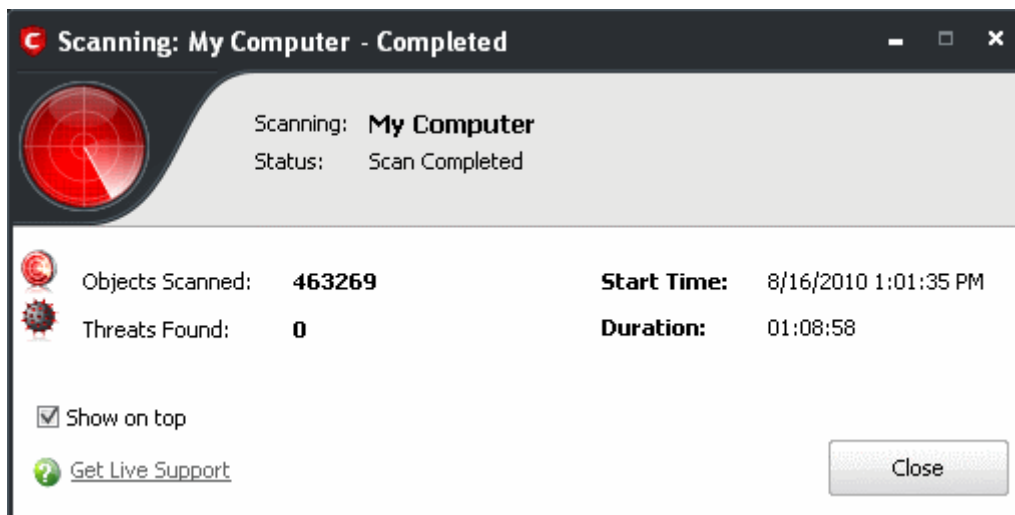 Scanning: My Computer - Completed
Scanning: My Computer
Status: Scan Completed
Objects Scanned: 463269
Start Time: 8/16/2010 1:01:35 PM
Threats Found: 0
Duration: 01:08:58
Show on top
Get Live Support
Close